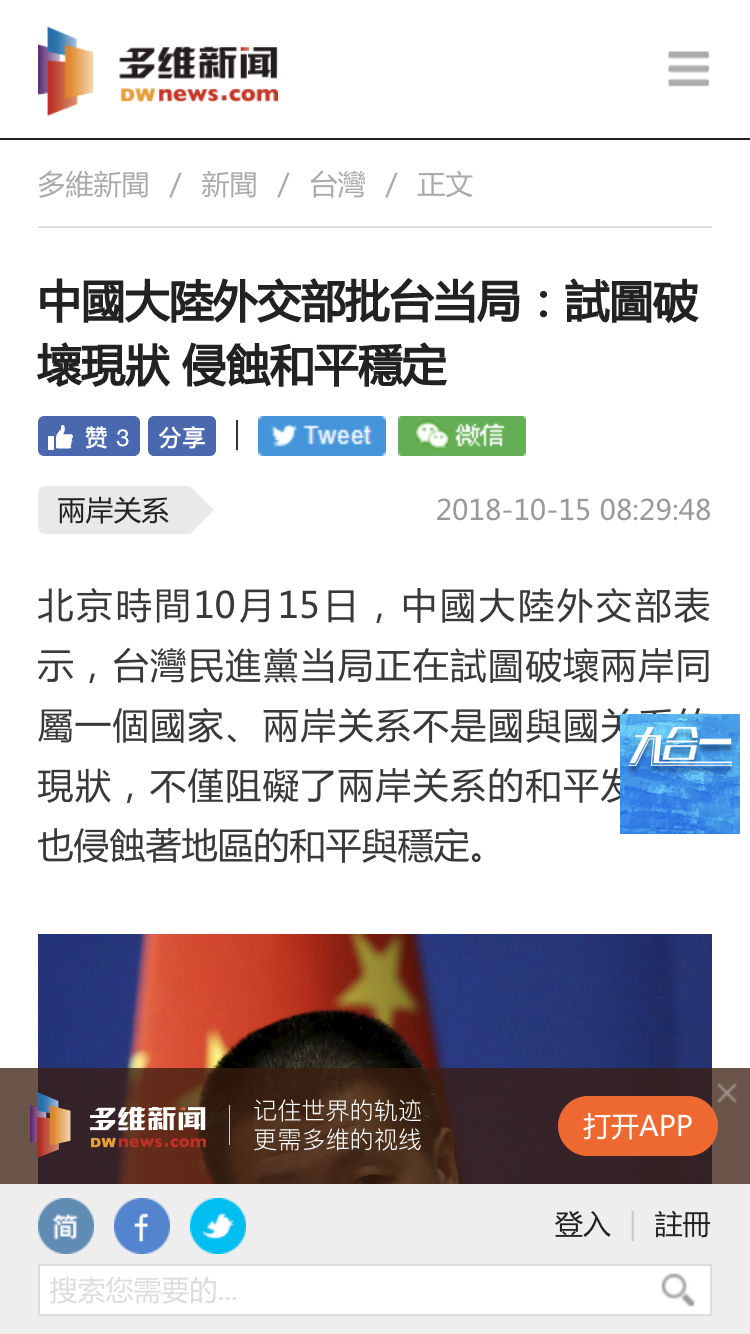 多维新闻
DWnews.com
多維新聞 / 新聞 / 台灣 / 正文
中國大陸外交部批台当局：試圖破
壞現狀 侵蝕和平穩定
赞 3 分享 | Tweet 微信
兩岸关系 2018-10-15 08:29:48
北京時間10月15日，中國大陸外交部表
示，台灣民進黨当局正在試圖破壞兩岸同
屬一個國家、兩岸关系不是國與國关
九合一
現狀，不僅阻礙了兩岸关系的和平发
也侵蝕著地區的和平與穩定。
多维新闻
DWnews.com
记住世界的轨迹
更需多维的视线
打开APP
简 登入 | 註冊
搜索您需要的...